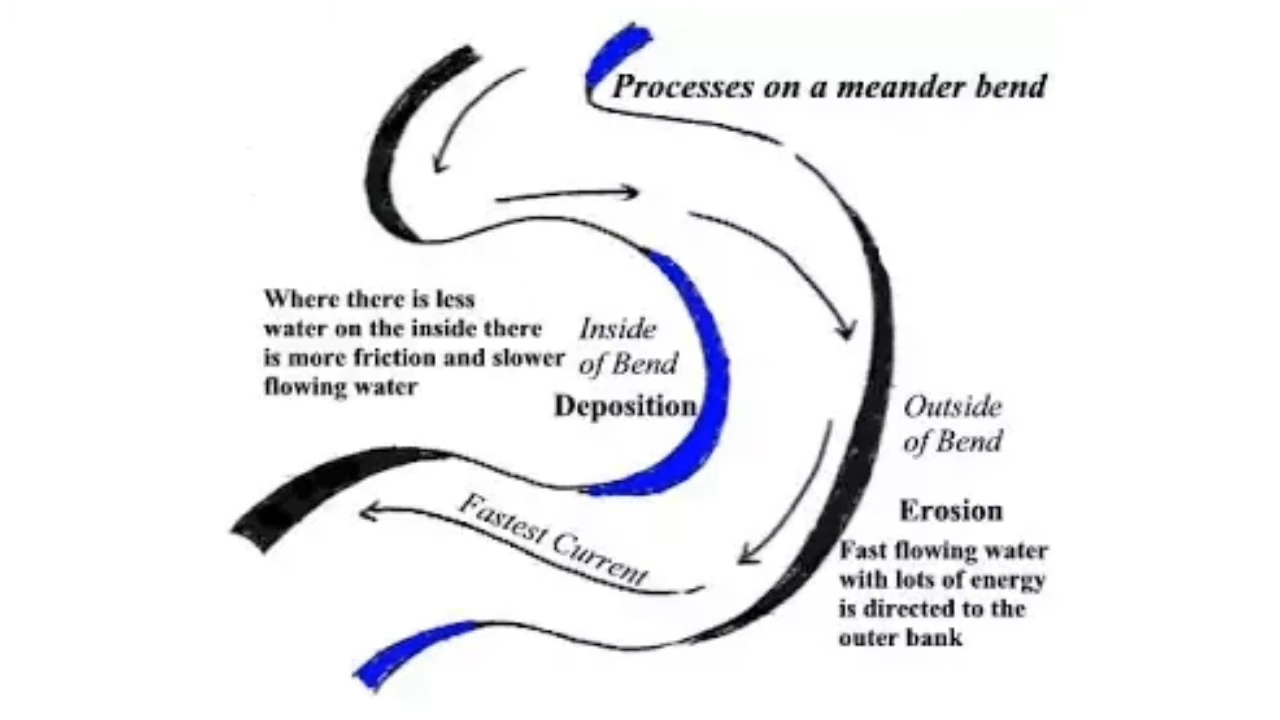 Processes on a meander bend
Where there is less
water on the inside there
is more friction and slower
flowing water
Inside
of Bend
Deposition
Outside
of Bend
Erosion
Fast flowing water
with lots of energy
is directed to the
outer bank
Fastest Current